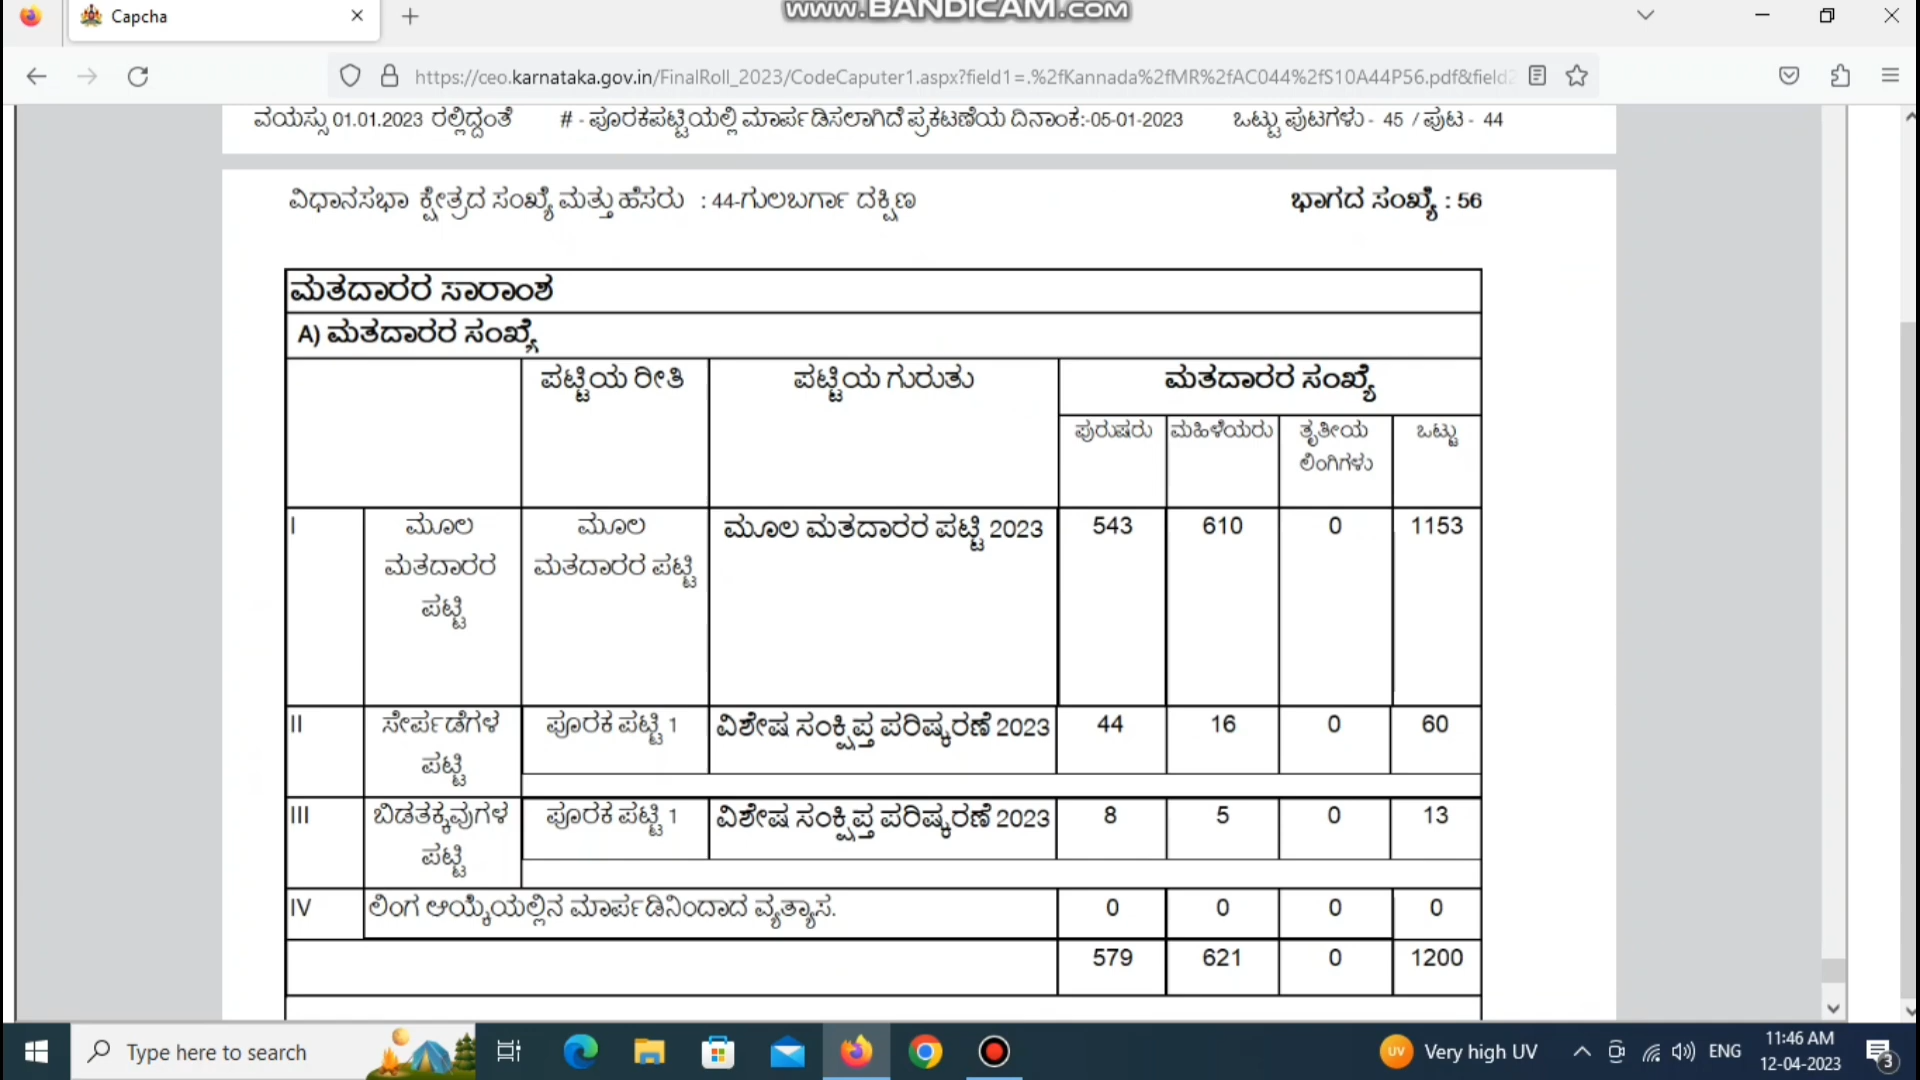 Capcha
www.BANDICAM.com
https://ceo.karnataka.gov.in/FinalRoll_2023/CodeCaputer1.aspx?field1=.%2fKannada%2fMR%2fAC044%2fS10A44P56.pdf&field2
ವಯಸ್ಸು 01.01.2023 ರಲ್ಲಿದ್ದಂತೆ # - ಪೂರಕಪಟ್ಟಿಯಲ್ಲಿ ಮಾರ್ಪಡಿಸಲಾಗಿದೆ ಪ್ರಕಟಣೆಯ ದಿನಾಂಕ:-05-01-2023 ಒಟ್ಟು ಪುಟಗಳು - 45 / ಪುಟ - 44
ವಿಧಾನಸಭಾ ಕ್ಷೇತ್ರದ ಸಂಖ್ಯೆ ಮತ್ತು ಹೆಸರು : 44-ಗುಲಬರ್ಗಾ ದಕ್ಷಿಣ ಭಾಗದ ಸಂಖ್ಯೆ : 56
ಮತದಾರರ ಸಾರಾಂಶ
A) ಮತದಾರರ ಸಂಖ್ಯೆ
ಪಟ್ಟಿಯ ರೀತಿ ಪಟ್ಟಿಯ ಗುರುತು ಮತದಾರರ ಸಂಖ್ಯೆ
ಪುರುಷರು ಮಹಿಳೆಯರು ತೃತೀಯ ಒಟ್ಟು
ಲಿಂಗಿಗಳು
I ಮೂಲ ಮೂಲ ಮೂಲ ಮತದಾರರ ಪಟ್ಟಿ 2023 543 610 0 1153
ಮತದಾರರ ಮತದಾರರ ಪಟ್ಟಿ
ಪಟ್ಟಿ
II ಸೇರ್ಪಡೆಗಳ ಪೂರಕ ಪಟ್ಟಿ 1 ವಿಶೇಷ ಸಂಕ್ಷಿಪ್ತ ಪರಿಷ್ಕರಣೆ 2023 44 16 0 60
ಪಟ್ಟಿ
III ಬಿಡತಕ್ಕವುಗಳ ಪೂರಕ ಪಟ್ಟಿ 1 ವಿಶೇಷ ಸಂಕ್ಷಿಪ್ತ ಪರಿಷ್ಕರಣೆ 2023 8 5 0 13
ಪಟ್ಟಿ
IV ಲಿಂಗ ಆಯ್ಕೆಯಲ್ಲಿನ ಮಾರ್ಪಡಿನಿಂದಾದ ವ್ಯತ್ಯಾಸ. 0 0 0 0
579 621 0 1200
Type here to search
UV Very high UV ENG 11:46 AM
12-04-2023 3